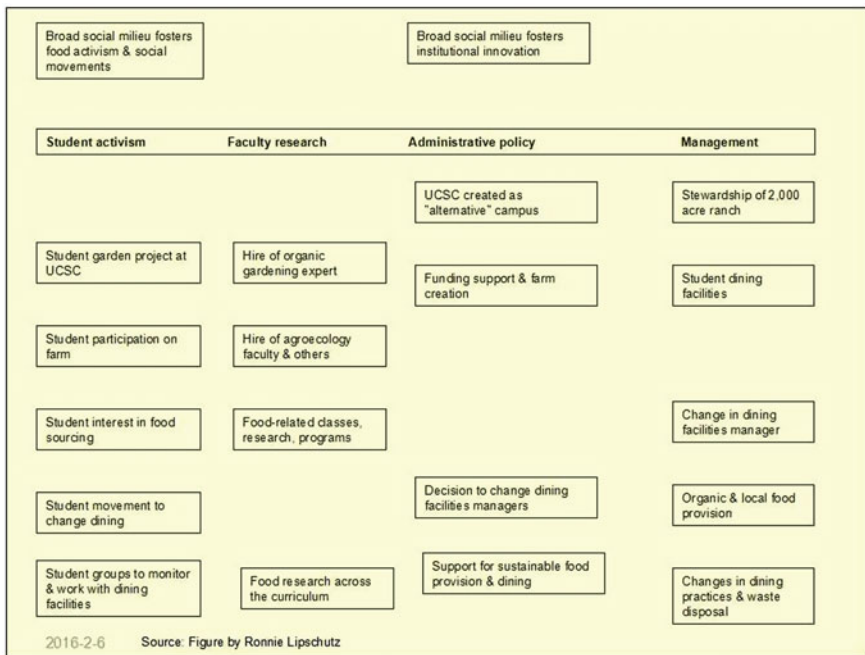 Broad social milieu fosters
food activism & social
movements
Broad social milieu fosters
institutional innovation
Student activism
Faculty research
Administrative policy
Management
UCSC created as
"alternative" campus
Stewardship of 2,000
acre ranch
Student garden project at
UCSC
Hire of organic
gardening expert
Funding support & farm
creation
Student dining
facilities
Student participation on
farm
Hire of agroecology
faculty & others
Student interest in food
sourcing
Food-related classes,
research, programs
Change in dining
facilities manager
Student movement to
change dining
Decision to change dining
facilities managers
Organic & local food
provision
Student groups to monitor
& work with dining
facilities
Food research across
the curriculum
Support for sustainable food
provision & dining
Changes in dining
practices & waste
disposal
2016-2-6
Source: Figure by Ronnie Lipschutz